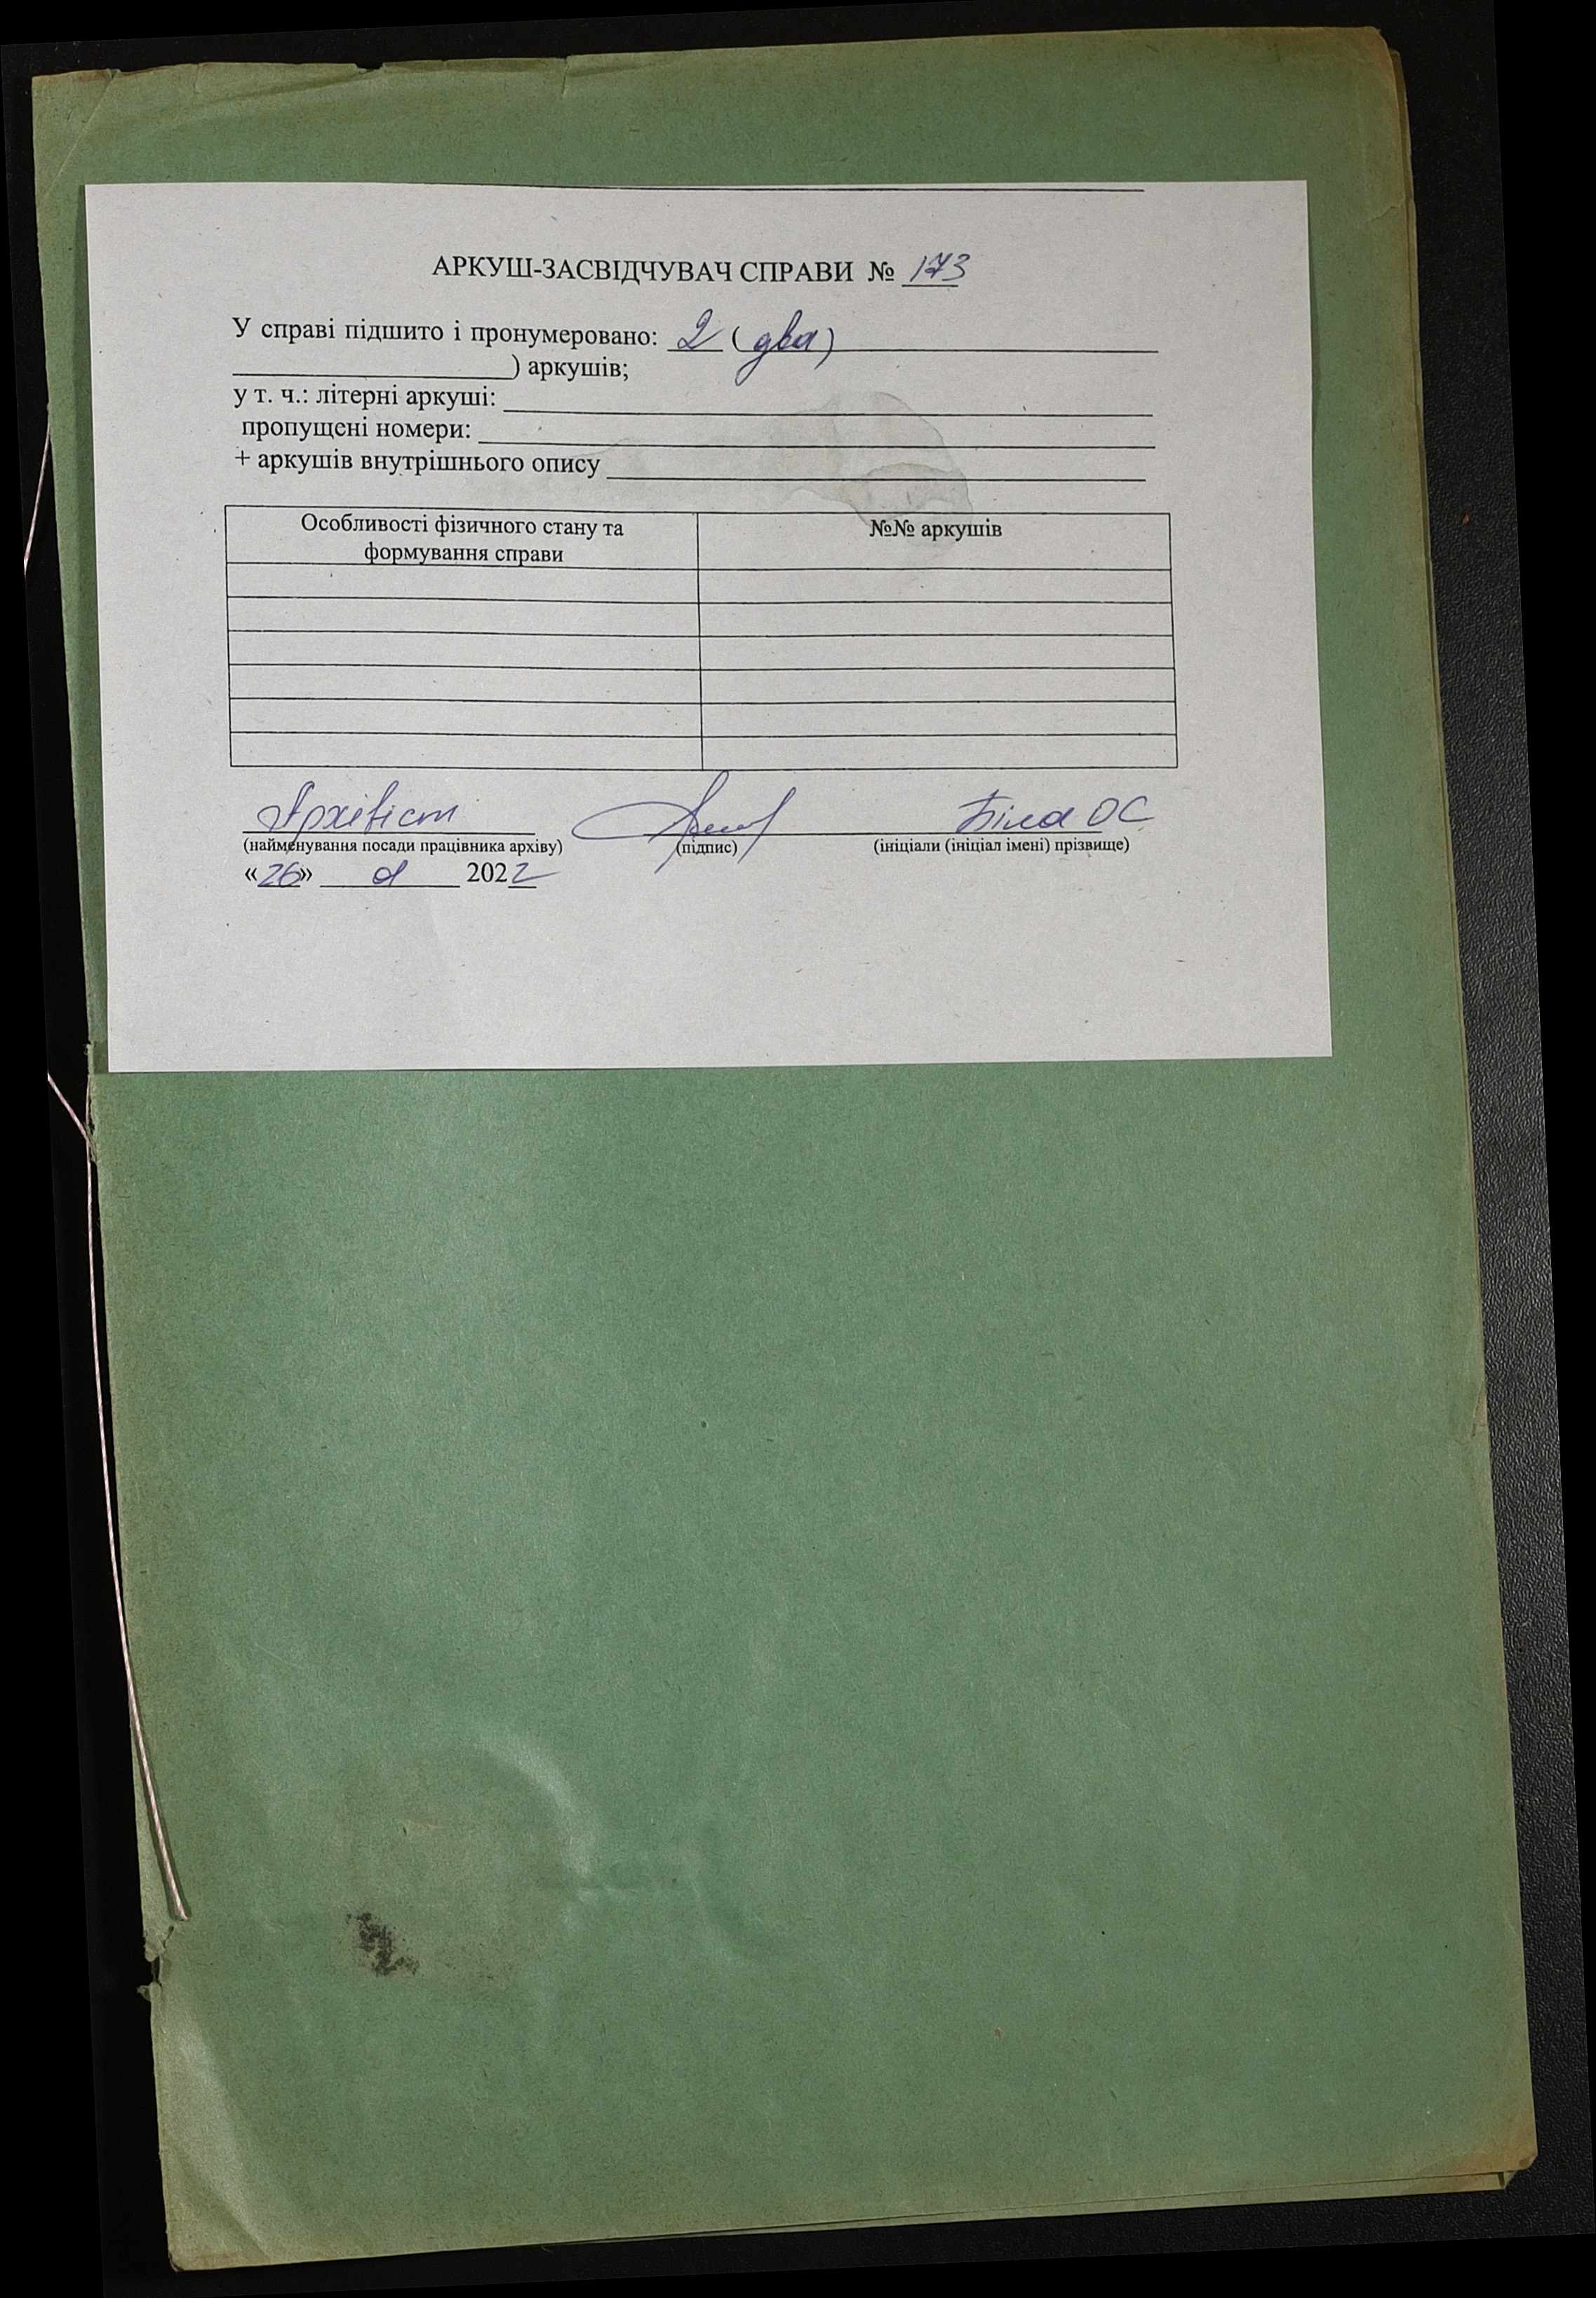 АРКУШ-ЗАСВІДЧУВАЧ СПРАВИ № 173
У справі підшито і пронумеровано: 2 ( два )
) аркушів;
у т. ч.: літерні аркуші:
пропущені номери:
+ аркушів внутрішнього опису
Особливості фізичного стану та формування справи
№№ аркушів
Архівіст Біла ОС
(найменування посади працівника архіву) (підпис) (ініціали (ініціал імені) прізвище)
«26» 2022